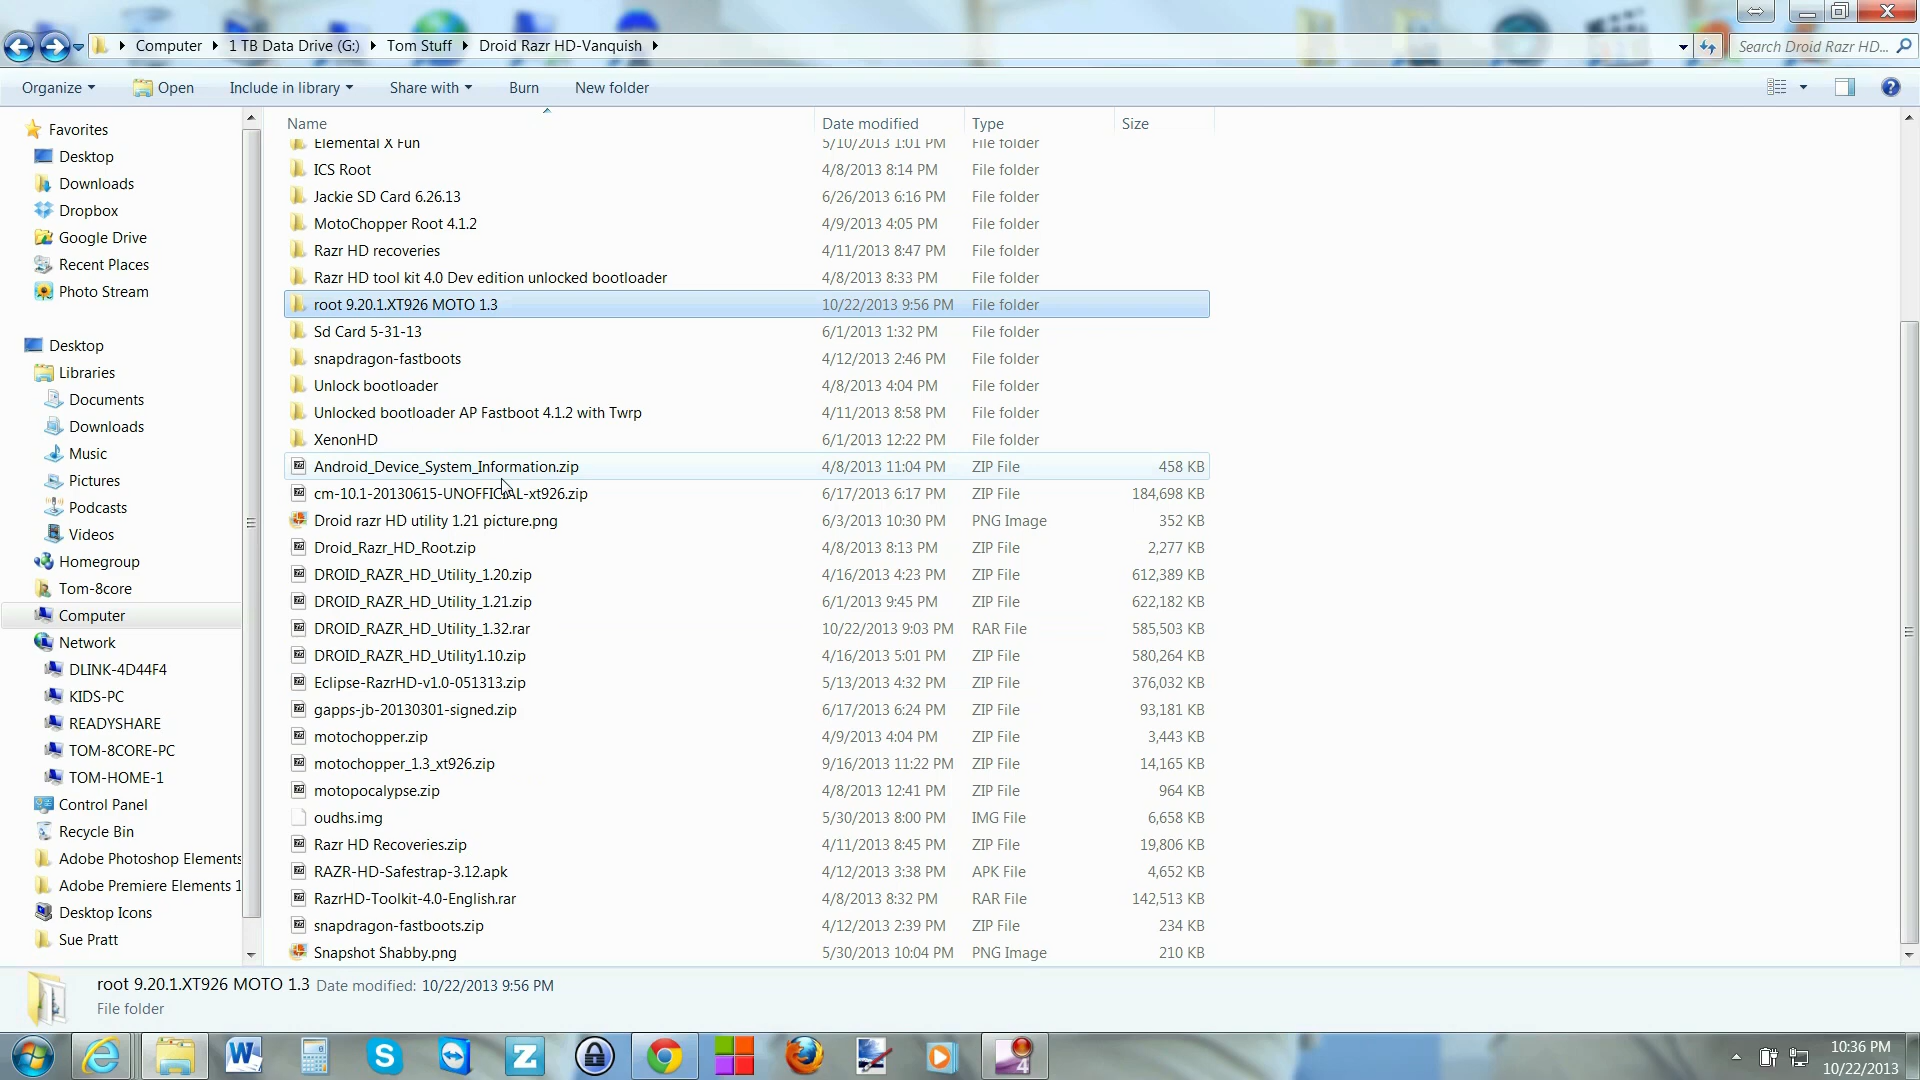 Computer 1 TB Data Drive (G:) Tom Stuff Droid Razr HD-Vanquish Search Droid Razr HD...
Organize Open Include in library Share with Burn New folder
Favorites
Desktop
Downloads
Dropbox
Google Drive
Recent Places
Photo Stream
Desktop
Libraries
Documents
Downloads
Music
Pictures
Podcasts
Videos
Homegroup
Tom-8core
Computer
Network
DLINK-4D44F4
KIDS-PC
READYSHARE
TOM-8CORE-PC
TOM-HOME-1
Control Panel
Recycle Bin
Adobe Photoshop Elements
Adobe Premiere Elements 1
Desktop Icons
Sue Pratt
Name Date modified Type Size
Elemental X Fun 5/10/2013 1:01 PM File folder
ICS Root 4/8/2013 8:14 PM File folder
Jackie SD Card 6.26.13 6/26/2013 6:16 PM File folder
MotoChopper Root 4.1.2 4/9/2013 4:05 PM File folder
Razr HD recoveries 4/11/2013 8:47 PM File folder
Razr HD tool kit 4.0 Dev edition unlocked bootloader 4/8/2013 8:33 PM File folder
root 9.20.1.XT926 MOTO 1.3 10/22/2013 9:56 PM File folder
Sd Card 5-31-13 6/1/2013 1:32 PM File folder
snapdragon-fastboots 4/12/2013 2:46 PM File folder
Unlock bootloader 4/8/2013 4:04 PM File folder
Unlocked bootloader AP Fastboot 4.1.2 with Twrp 4/11/2013 8:58 PM File folder
XenonHD 6/1/2013 12:22 PM File folder
Android_Device_System_Information.zip 4/8/2013 11:04 PM ZIP File 458 KB
cm-10.1-20130615-UNOFFICIAL-xt926.zip 6/17/2013 6:17 PM ZIP File 184,698 KB
Droid razr HD utility 1.21 picture.png 6/3/2013 10:30 PM PNG Image 352 KB
Droid_Razr_HD_Root.zip 4/8/2013 8:13 PM ZIP File 2,277 KB
DROID_RAZR_HD_Utility_1.20.zip 4/16/2013 4:23 PM ZIP File 612,389 KB
DROID_RAZR_HD_Utility_1.21.zip 6/1/2013 9:45 PM ZIP File 622,182 KB
DROID_RAZR_HD_Utility_1.32.rar 10/22/2013 9:03 PM RAR File 585,503 KB
DROID_RAZR_HD_Utility1.10.zip 4/16/2013 5:01 PM ZIP File 580,264 KB
Eclipse-RazrHD-v1.0-051313.zip 5/13/2013 4:32 PM ZIP File 376,032 KB
gapps-jb-20130301-signed.zip 6/17/2013 6:24 PM ZIP File 93,181 KB
motochopper.zip 4/9/2013 4:04 PM ZIP File 3,443 KB
motochopper_1.3_xt926.zip 9/16/2013 11:22 PM ZIP File 14,165 KB
motopocalypse.zip 4/8/2013 12:41 PM ZIP File 964 KB
oudhs.img 5/30/2013 8:00 PM IMG File 6,658 KB
Razr HD Recoveries.zip 4/11/2013 8:45 PM ZIP File 19,806 KB
RAZR-HD-Safestrap-3.12.apk 4/12/2013 3:38 PM APK File 4,652 KB
RazrHD-Toolkit-4.0-English.rar 4/8/2013 8:32 PM RAR File 142,513 KB
snapdragon-fastboots.zip 4/12/2013 2:39 PM ZIP File 234 KB
Snapshot Shabby.png 5/30/2013 10:04 PM PNG Image 210 KB
root 9.20.1.XT926 MOTO 1.3 Date modified: 10/22/2013 9:56 PM
File folder
10:36 PM
10/22/2013